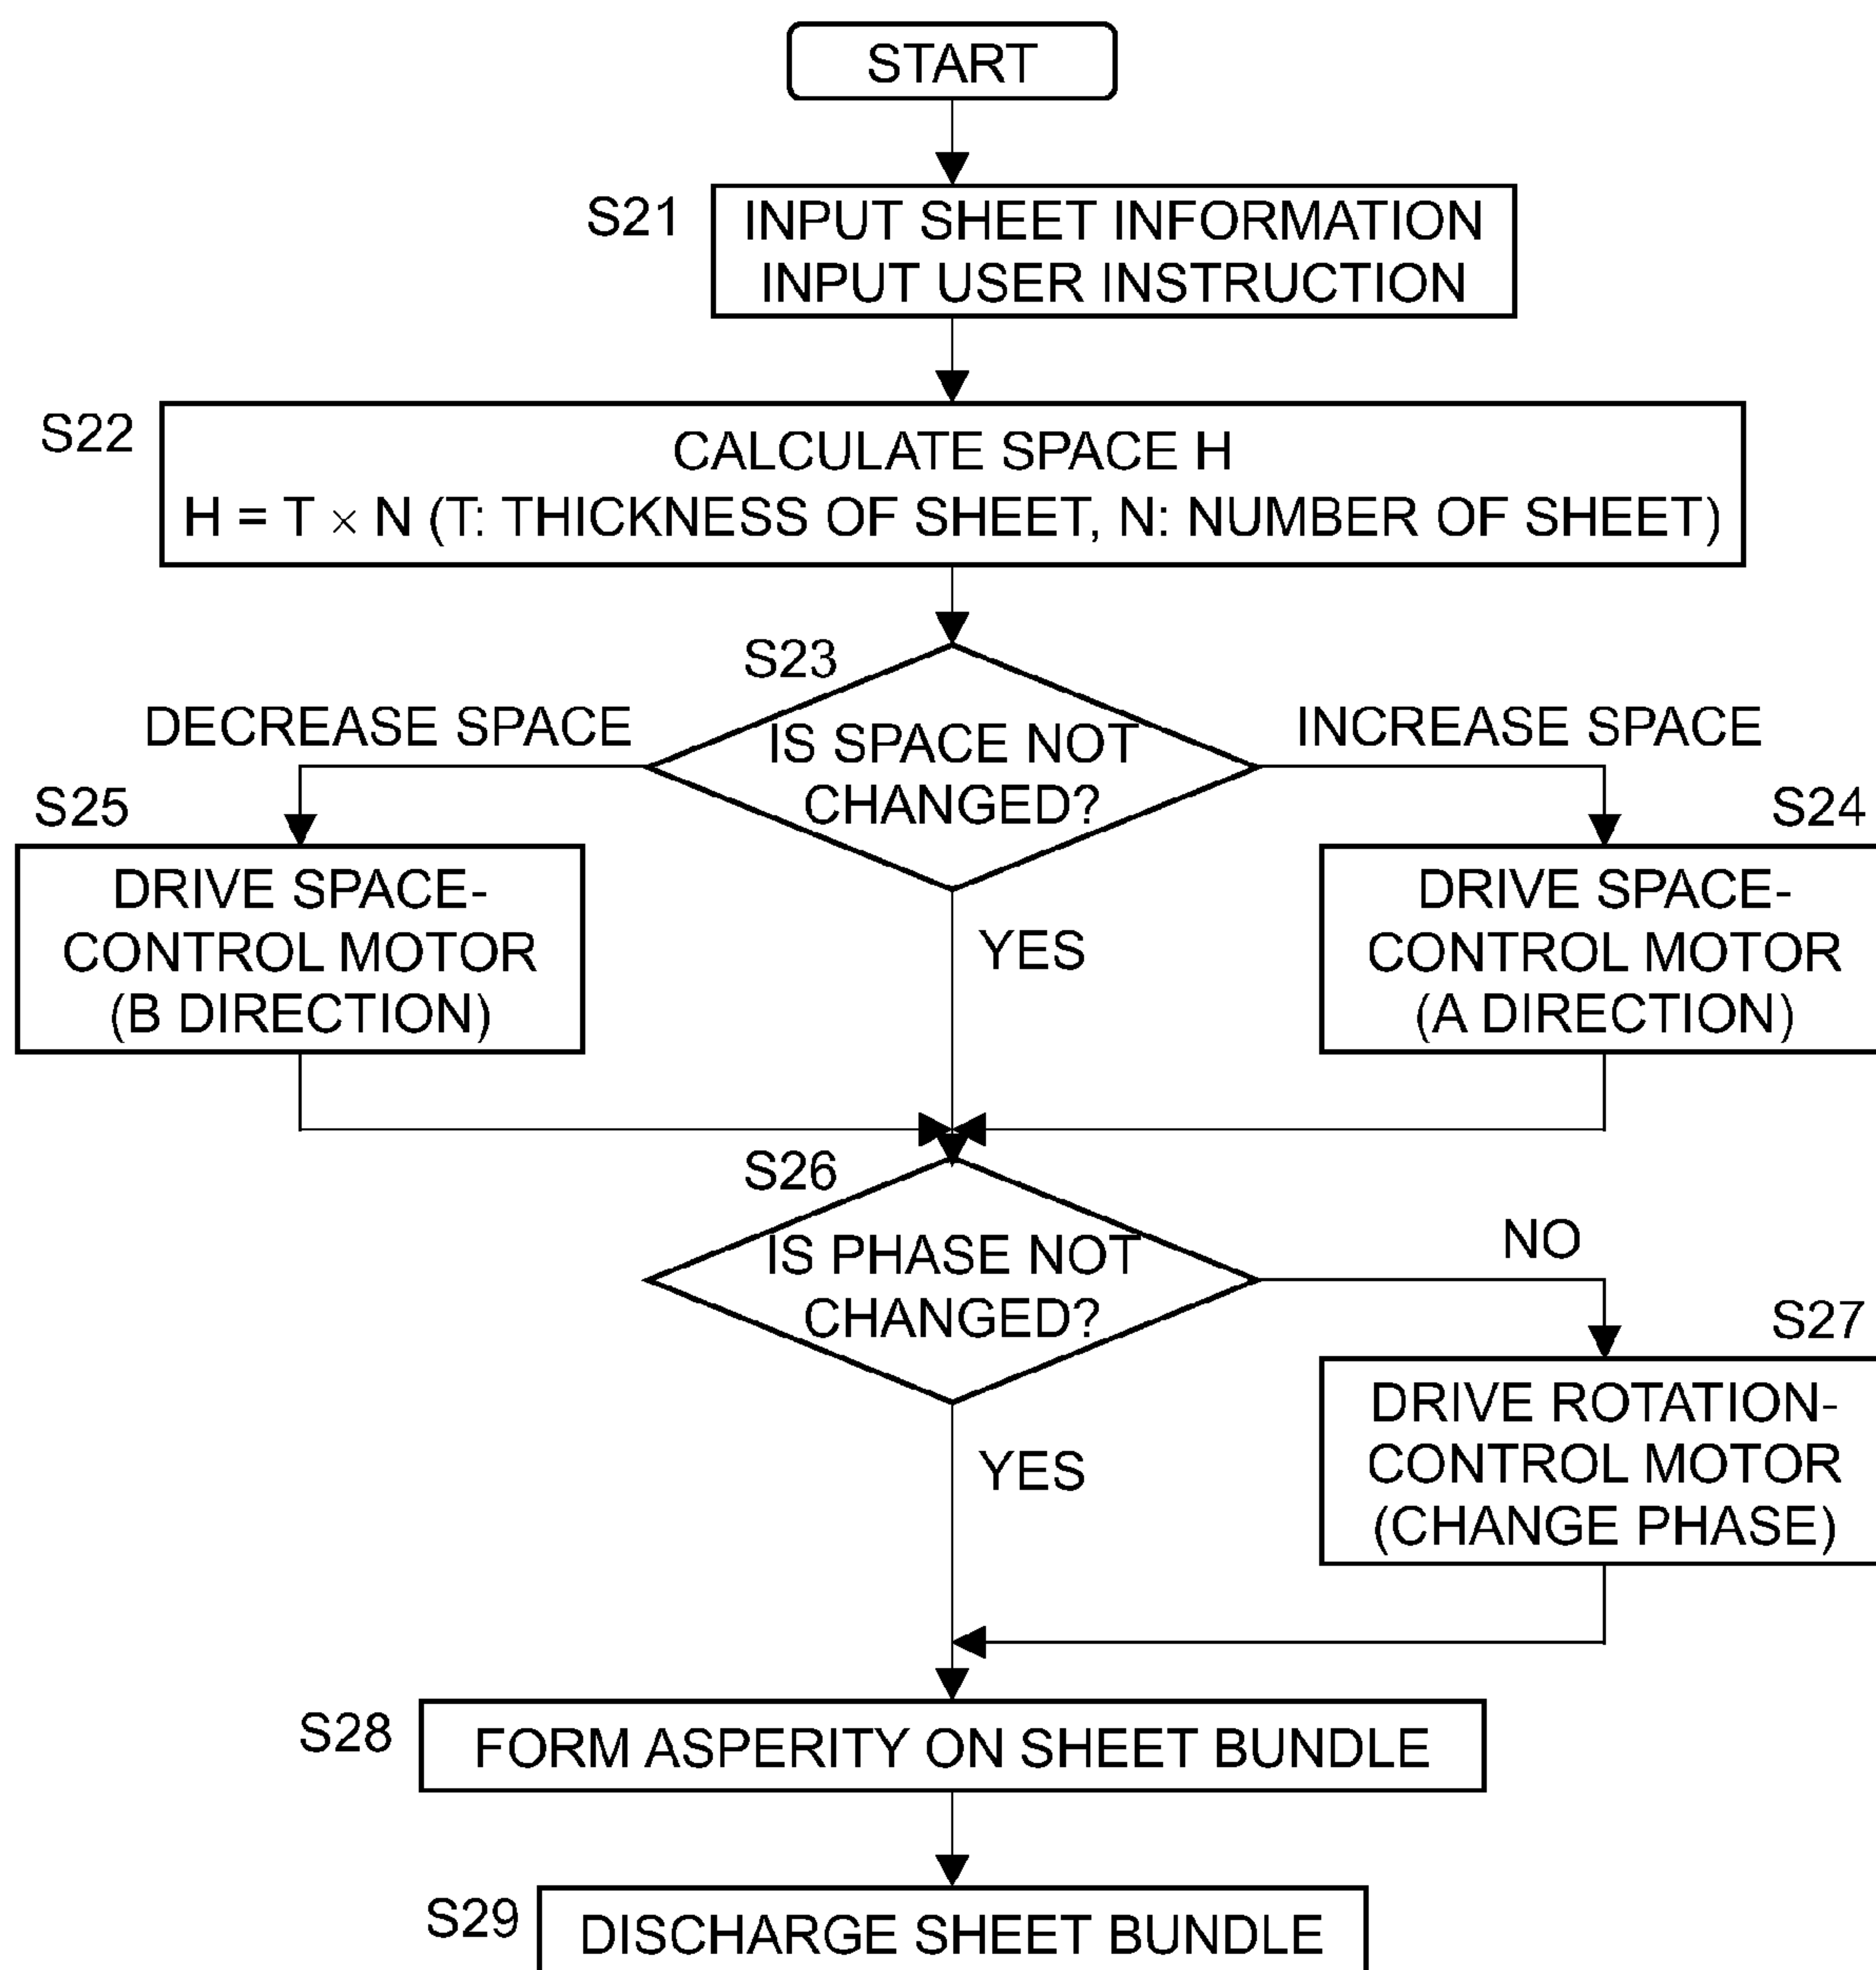 START
S21
INPUT SHEET INFORMATION
INPUT USER INSTRUCTION
S22
CALCULATE SPACE H
H = T × N (T: THICKNESS OF SHEET, N: NUMBER OF SHEET)
S23
IS SPACE NOT
CHANGED?
DECREASE SPACE
INCREASE SPACE
YES
S25
DRIVE SPACE-
CONTROL MOTOR
(B DIRECTION)
S24
DRIVE SPACE-
CONTROL MOTOR
(A DIRECTION)
S26
IS PHASE NOT
CHANGED?
NO
YES
S27
DRIVE ROTATION-
CONTROL MOTOR
(CHANGE PHASE)
S28
FORM ASPERITY ON SHEET BUNDLE
S29
DISCHARGE SHEET BUNDLE